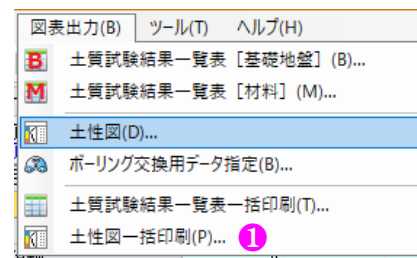 図表出力(B) ツール(T) ヘルプ(H)
B 土質試験結果一覧表［基礎地盤］(B)...
M 土質試験結果一覧表［材料］(M)...
土性図(D)...
ボーリング交換用データ指定(B)...
土質試験結果一覧表一括印刷(T)...
土性図一括印刷(P)... 1